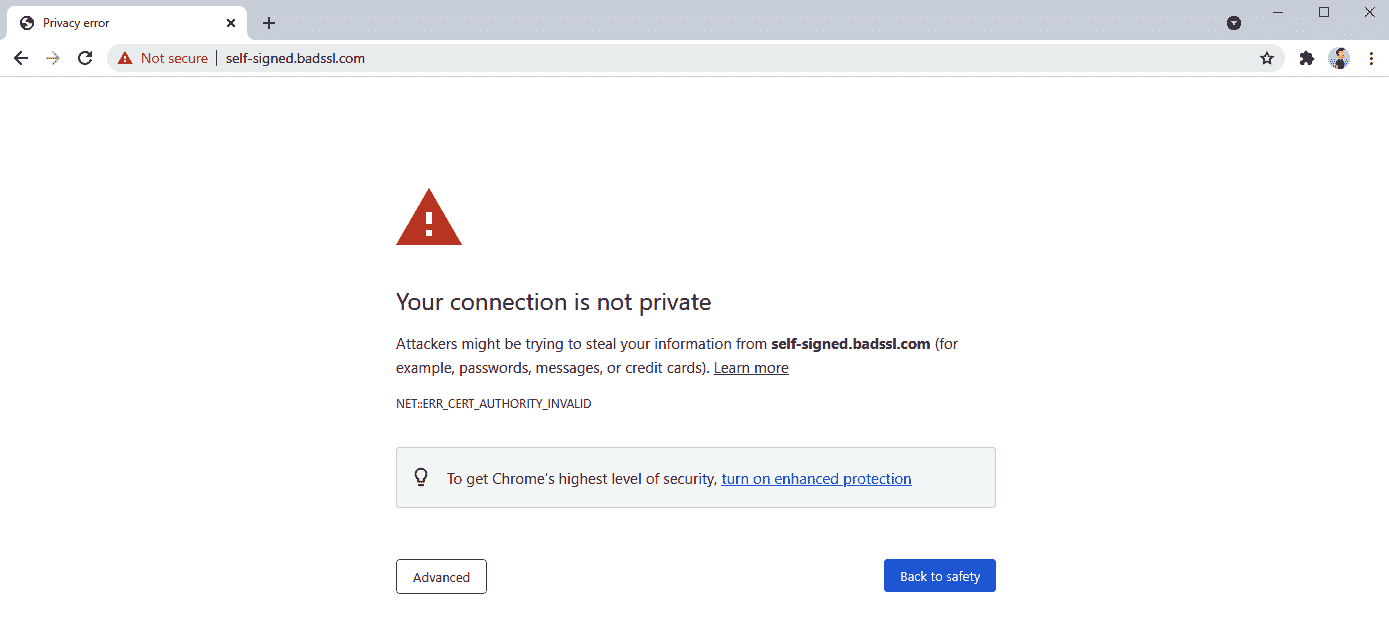 Privacy error
Not secure
self-signed.badssl.com
Your connection is not private
Attackers might be trying to steal your information from self-signed.badssl.com (for
example, passwords, messages, or credit cards). Learn more
NET::ERR_CERT_AUTHORITY_INVALID
To get Chrome's highest level of security, turn on enhanced protection
Advanced
Back to safety